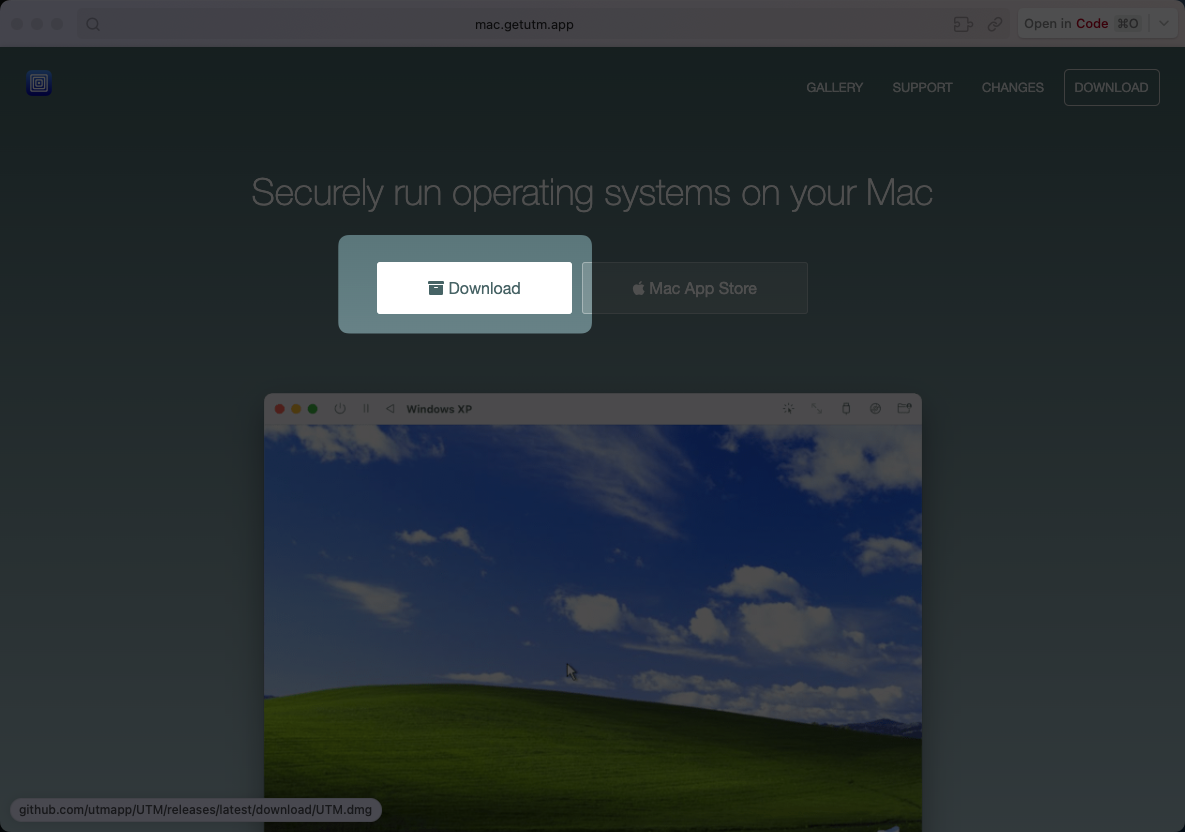 mac.getutm.app
Open in Code ⌘O
GALLERY
SUPPORT
CHANGES
DOWNLOAD
Securely run operating systems on your Mac
Download
Mac App Store
Windows XP
github.com/utmapp/UTM/releases/latest/download/UTM.dmg